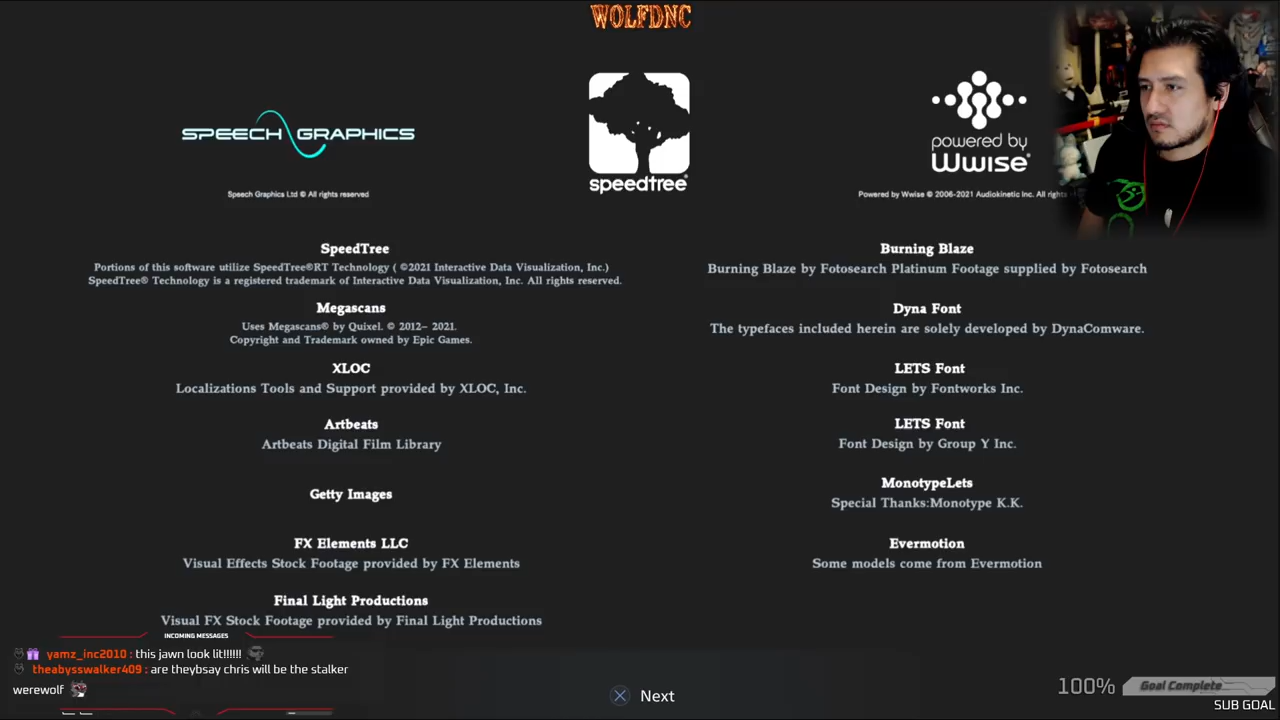 WOLFDNC
SPEECH GRAPHICS
Speech Graphics Ltd © All rights reserved
speedtree®
powered by
Wwise®
Powered by Wwise © 2006-2021 Audiokinetic Inc. All rights
SpeedTree
Portions of this software utilize SpeedTree®RT Technology ( ©2021 Interactive Data Visualization, Inc.)
SpeedTree® Technology is a registered trademark of Interactive Data Visualization, Inc. All rights reserved.
Megascans
Uses Megascans® by Quixel. © 2012– 2021.
Copyright and Trademark owned by Epic Games.
XLOC
Localizations Tools and Support provided by XLOC, Inc.
Artbeats
Artbeats Digital Film Library
Getty Images
FX Elements LLC
Visual Effects Stock Footage provided by FX Elements
Final Light Productions
Visual FX Stock Footage provided by Final Light Productions
Burning Blaze
Burning Blaze by Fotosearch Platinum Footage supplied by Fotosearch
Dyna Font
The typefaces included herein are solely developed by DynaComware.
LETS Font
Font Design by Fontworks Inc.
LETS Font
Font Design by Group Y Inc.
MonotypeLets
Special Thanks:Monotype K.K.
Evermotion
Some models come from Evermotion
INCOMING MESSAGES
yamz_inc2010 : this jawn look lit!!!!!!
theabysswalker409 : are theybsay chris will be the stalker
werewolf
Next
100% Goal Complete
SUB GOAL